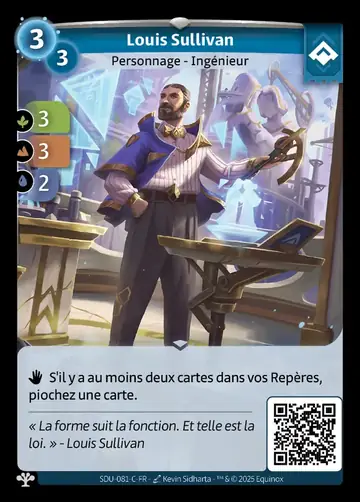 3
3
Louis Sullivan
Personnage - Ingénieur
3
3
2
S'il y a au moins deux cartes dans vos Repères,
piochez une carte.
« La forme suit la fonction. Et telle est la
loi. » - Louis Sullivan
SDU-081-C-FR - Kevin Sidharta - ™ & © 2025 Equinox